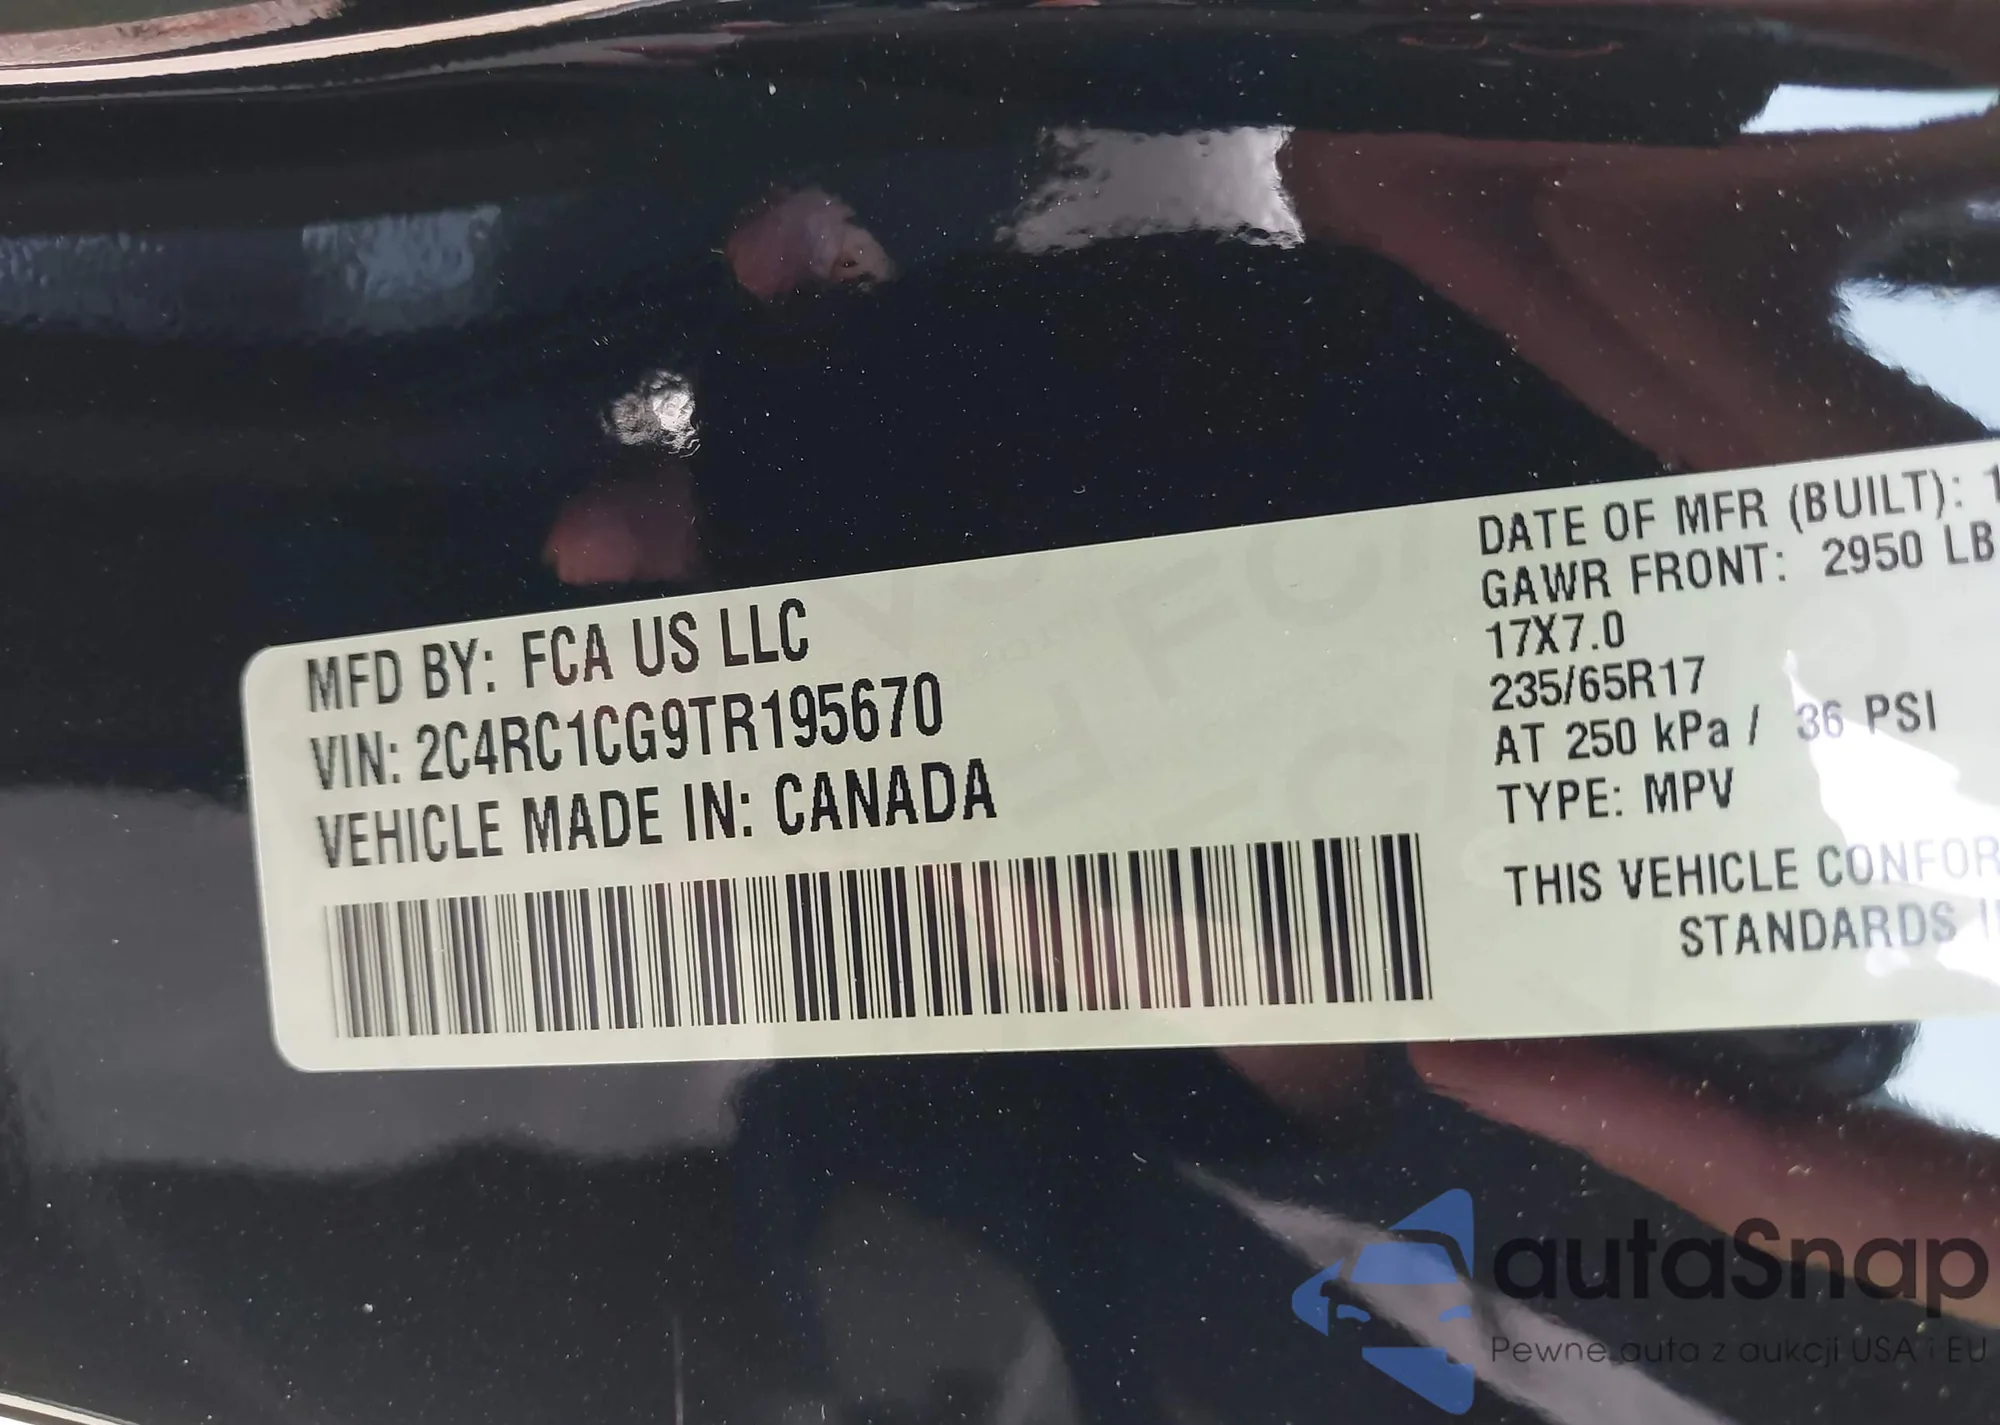 MFD BY: FCA US LLC
VIN: 2C4RC1CG9TR195670
VEHICLE MADE IN: CANADA
DATE OF MFR (BUILT): 1
GAWR FRONT: 2950 LB
17X7.0
235/65R17
AT 250 kPa / 36 PSI
TYPE: MPV
THIS VEHICLE CONFOR
STANDARDS I
autaSnap
Pewne auta z aukcji USA i EU